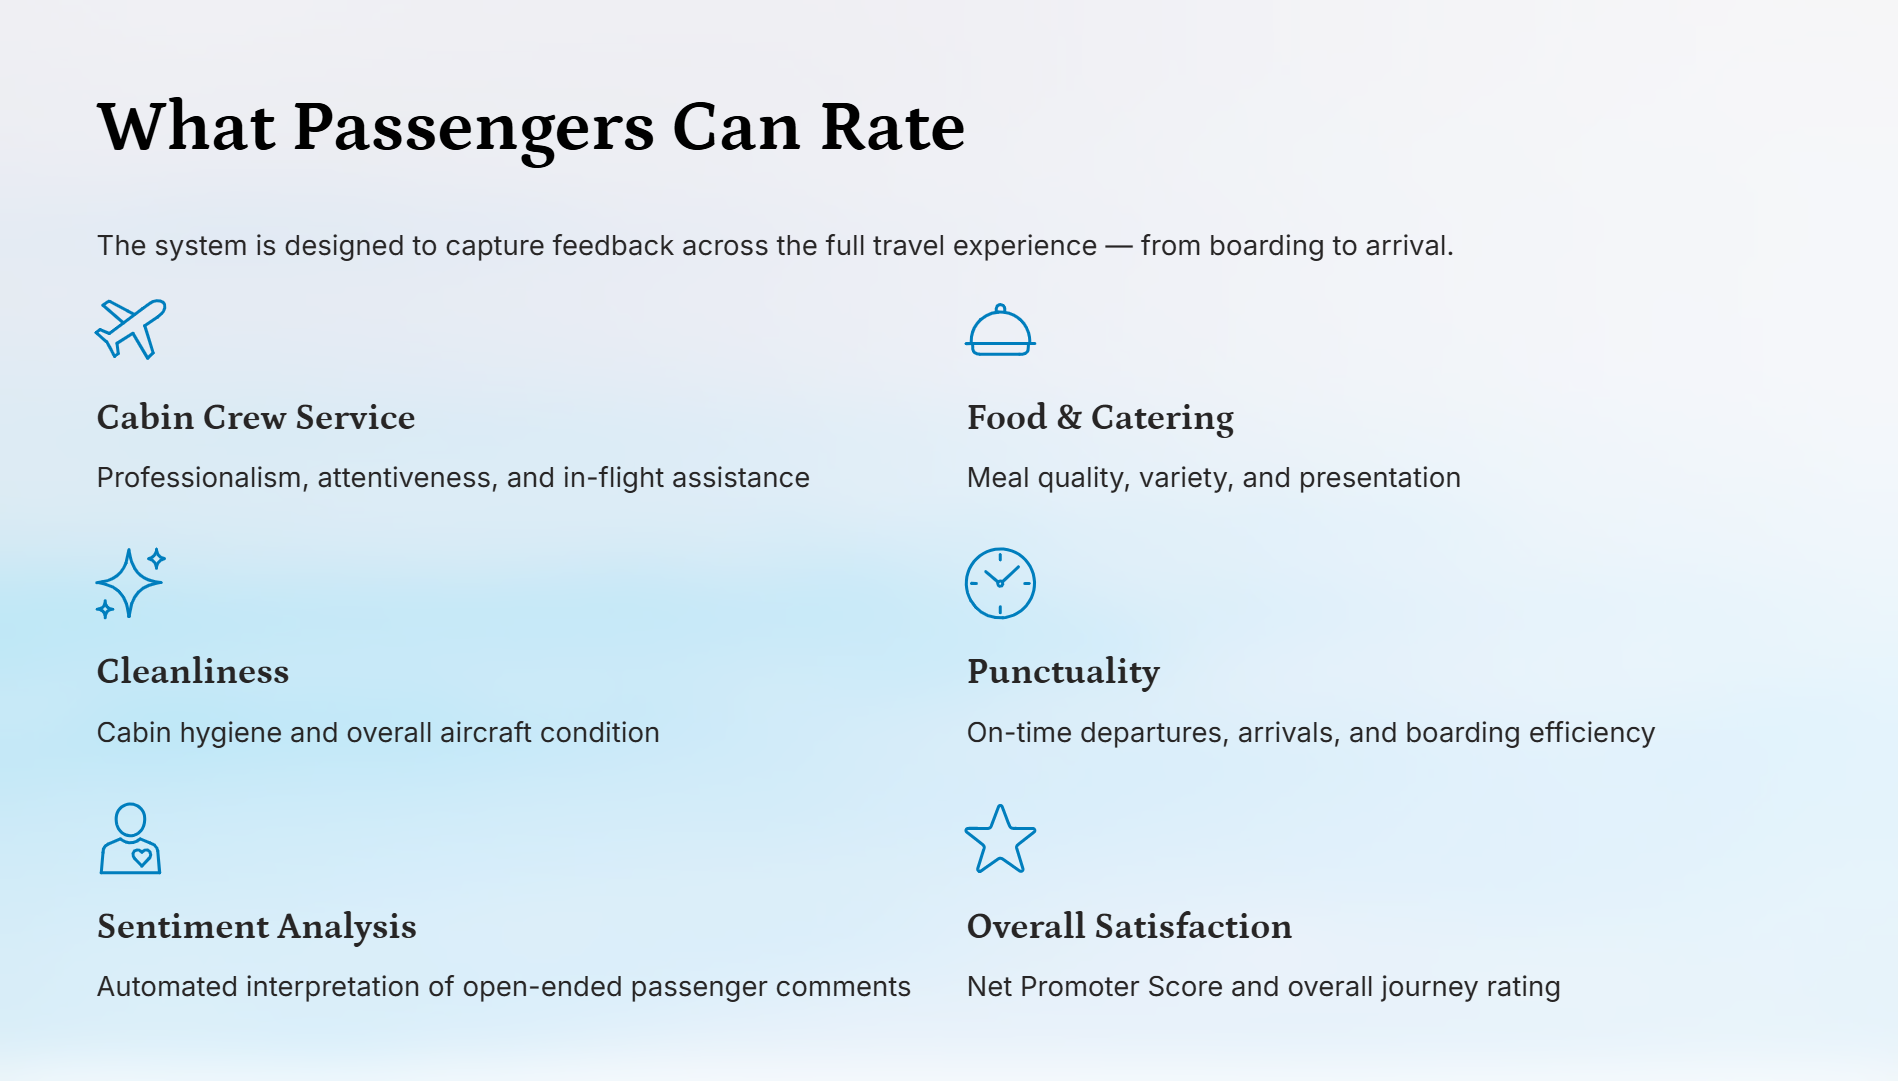 What Passengers Can Rate
The system is designed to capture feedback across the full travel experience — from boarding to arrival.
Cabin Crew Service
Professionalism, attentiveness, and in-flight assistance
Food & Catering
Meal quality, variety, and presentation
Cleanliness
Cabin hygiene and overall aircraft condition
Punctuality
On-time departures, arrivals, and boarding efficiency
Sentiment Analysis
Automated interpretation of open-ended passenger comments
Overall Satisfaction
Net Promoter Score and overall journey rating